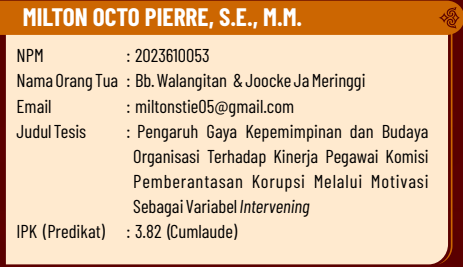 MILTON OCTO PIERRE, S.E., M.M.
NPM : 2023610053
Nama Orang Tua : Bb. Walangitan & Joocke Ja Meringgi
Email : miltonstie05@gmail.com
Judul Tesis : Pengaruh Gaya Kepemimpinan dan Budaya
Organisasi Terhadap Kinerja Pegawai Komisi
Pemberantasan Korupsi Melalui Motivasi
Sebagai Variabel Intervening
IPK (Predikat) : 3.82 (Cumlaude)